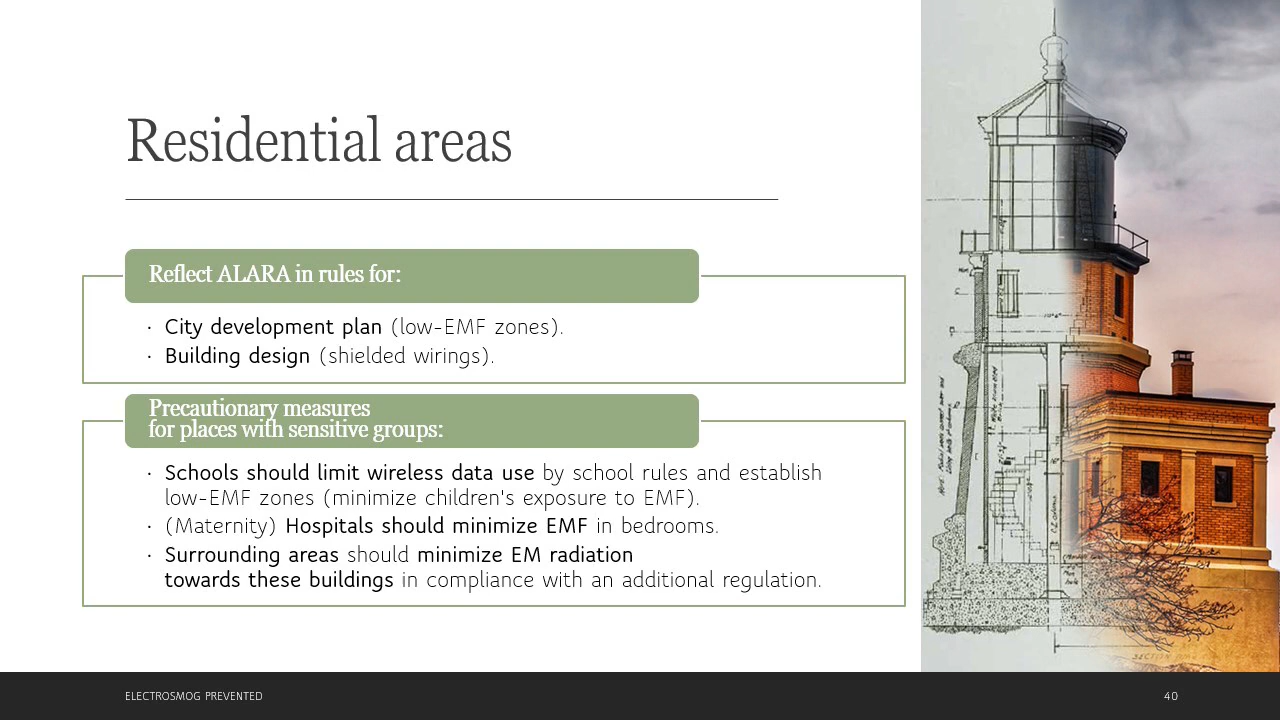 Residential areas
Reflect ALARA in rules for:
· City development plan (low-EMF zones).
· Building design (shielded wirings).
Precautionary measures
for places with sensitive groups:
· Schools should limit wireless data use by school rules and establish
low-EMF zones (minimize children's exposure to EMF).
· (Maternity) Hospitals should minimize EMF in bedrooms.
· Surrounding areas should minimize EM radiation
towards these buildings in compliance with an additional regulation.
ELECTROSMOG PREVENTED
40